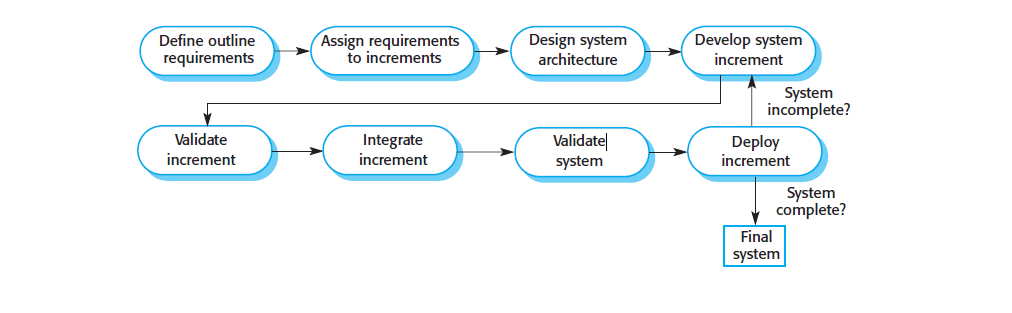 Define outline
requirements
Assign requirements
to increments
Design system
architecture
Develop system
increment
System
incomplete?
Validate
increment
Integrate
increment
Validate
system
Deploy
increment
System
complete?
Final
system